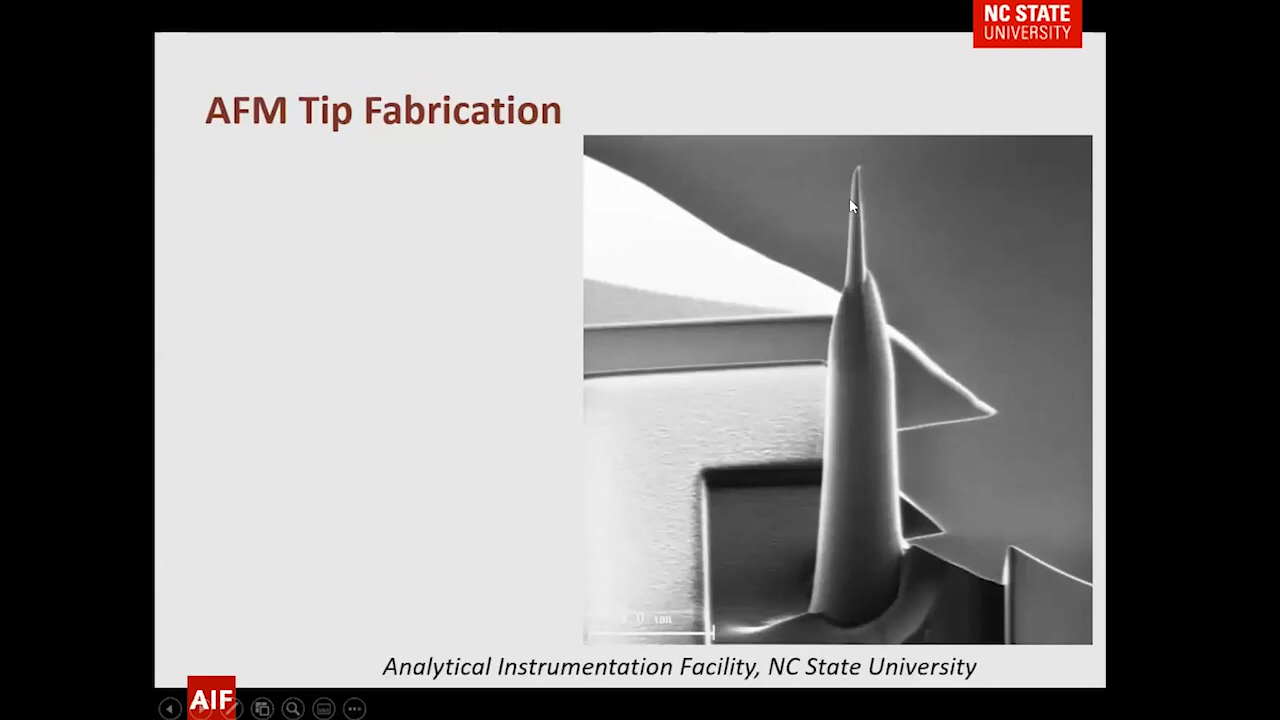 NC STATE
UNIVERSITY
AFM Tip Fabrication
Analytical Instrumentation Facility, NC State University
AIF